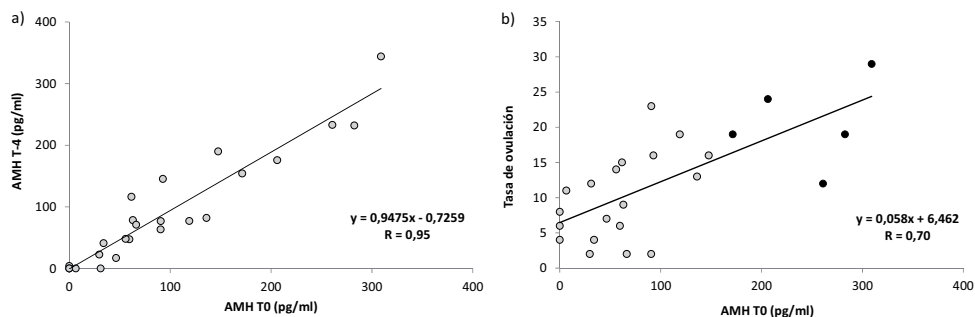 a)
400
300
200
100
0
AMH T-4 (pg/ml)
y = 0,9475x - 0,7259
R = 0,95
0 100 200 300 400
AMH T0 (pg/ml)
b)
35
30
25
20
15
10
5
0
Tasa de ovulación
y = 0,058x + 6,462
R = 0,70
0 100 200 300 400
AMH T0 (pg/ml)